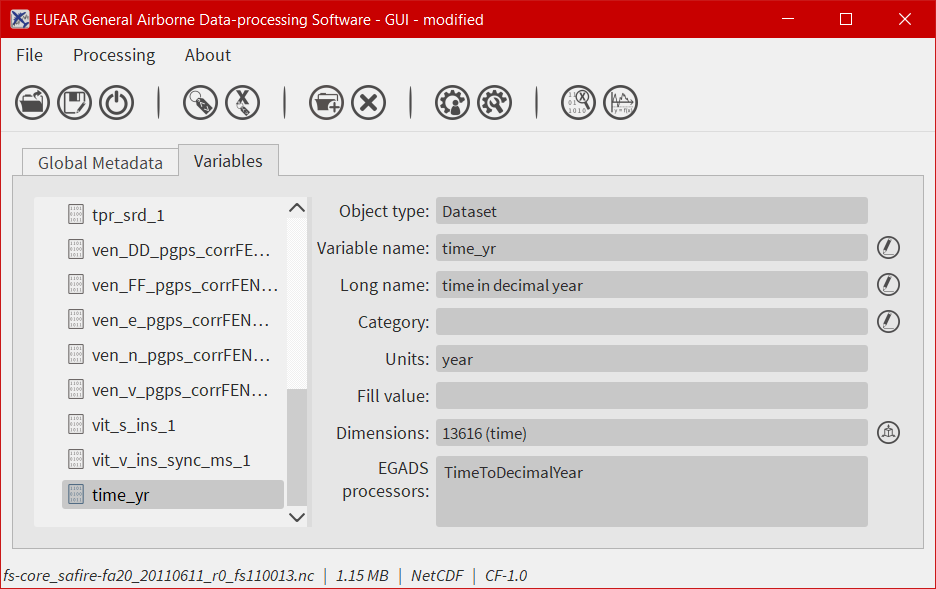 EUFAR General Airborne Data-processing Software - GUI - modified
File Processing About
Global Metadata Variables
tpr_srd_1
ven_DD_pgps_corrFE...
ven_FF_pgps_corrFEN...
ven_e_pgps_corrFEN...
ven_n_pgps_corrFEN...
ven_v_pgps_corrFEN...
vit_s_ins_1
vit_v_ins_sync_ms_1
time_yr
Object type: Dataset
Variable name: time_yr
Long name: time in decimal year
Category:
Units: year
Fill value:
Dimensions: 13616 (time)
EGADS
processors: TimeToDecimalYear
fs-core_safire-fa20_20110611_r0_fs110013.nc | 1.15 MB | NetCDF | CF-1.0